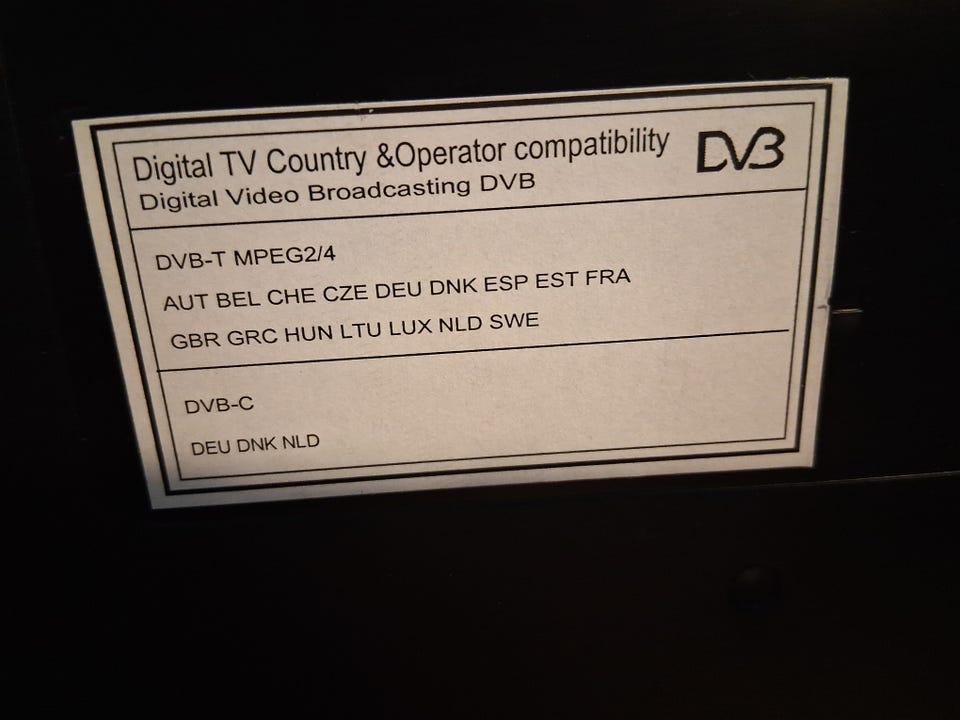 Digital TV Country &Operator compatibility
DVB
Digital Video Broadcasting DVB
DVB-T MPEG2/4
AUT BEL CHE CZE DEU DNK ESP EST FRA
GBR GRC HUN LTU LUX NLD SWE
DVB-C
DEU DNK NLD